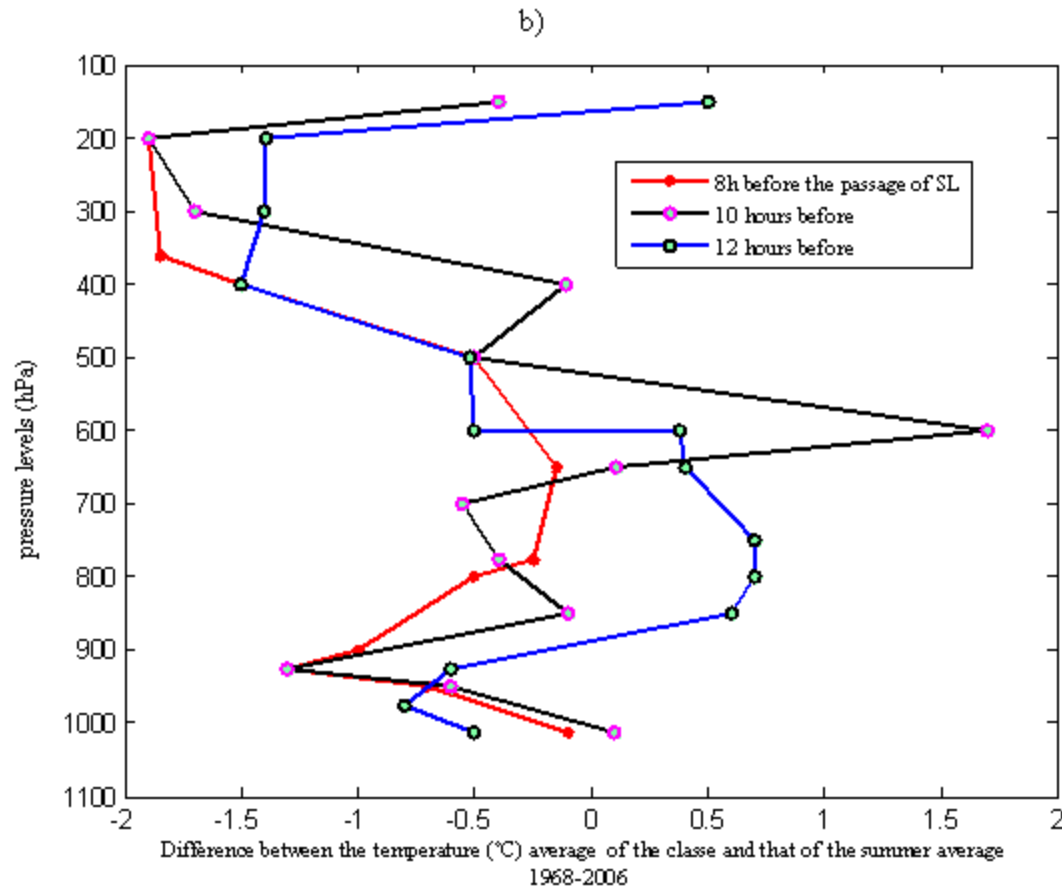 b)
100
200
300
400
500
600
700
800
900
1000
1100
pressure levels (hPa)
8h before the passage of SL
10 hours before
12 hours before
-2 -1.5 -1 -0.5 0 0.5 1 1.5 2
Difference between the temperature (°C) average of the classe and that of the summer average
1968-2006